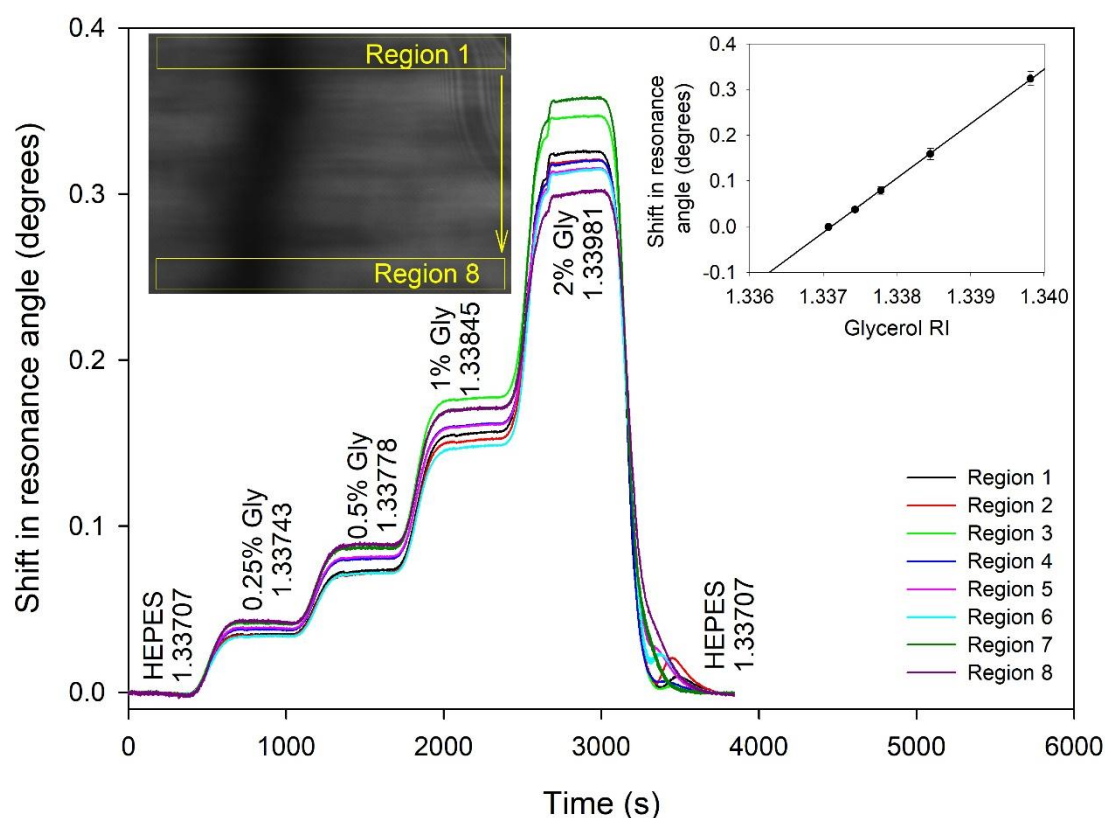 Shift in resonance angle (degrees)
0.4
0.3
0.2
0.1
0.0
Region 1
Region 8
Shift in resonance
angle (degrees)
0.4
0.3
0.2
0.1
0.0
-0.1
1.336
1.337
1.338
1.339
1.340
Glycerol RI
HEPES
1.33707
0.25% Gly
1.33743
0.5% Gly
1.33778
1% Gly
1.33845
2% Gly
1.33981
HEPES
1.33707
Region 1
Region 2
Region 3
Region 4
Region 5
Region 6
Region 7
Region 8
0
1000
2000
3000
4000
5000
6000
Time (s)